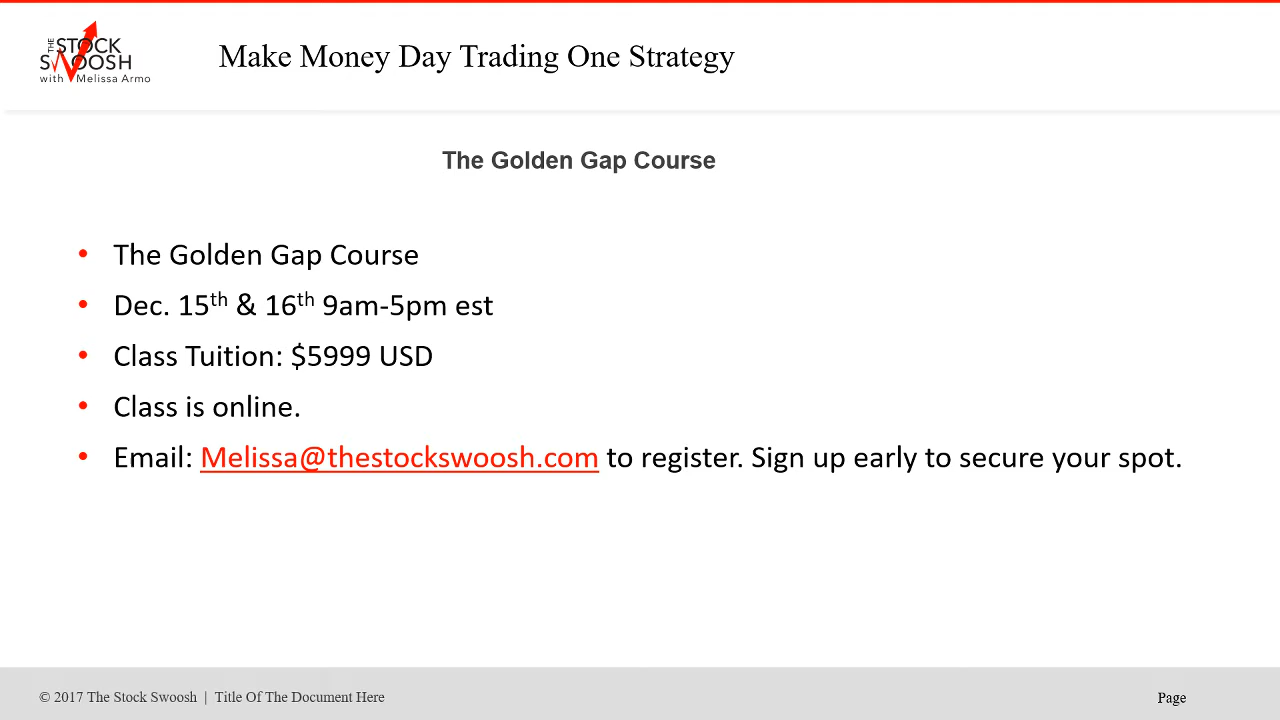 THE STOCK
SWOOSH
with Melissa Armo
Make Money Day Trading One Strategy
The Golden Gap Course
• The Golden Gap Course
• Dec. 15th & 16th 9am-5pm est
• Class Tuition: $5999 USD
• Class is online.
• Email: Melissa@thestockswoosh.com to register. Sign up early to secure your spot.
© 2017 The Stock Swoosh | Title Of The Document Here
Page